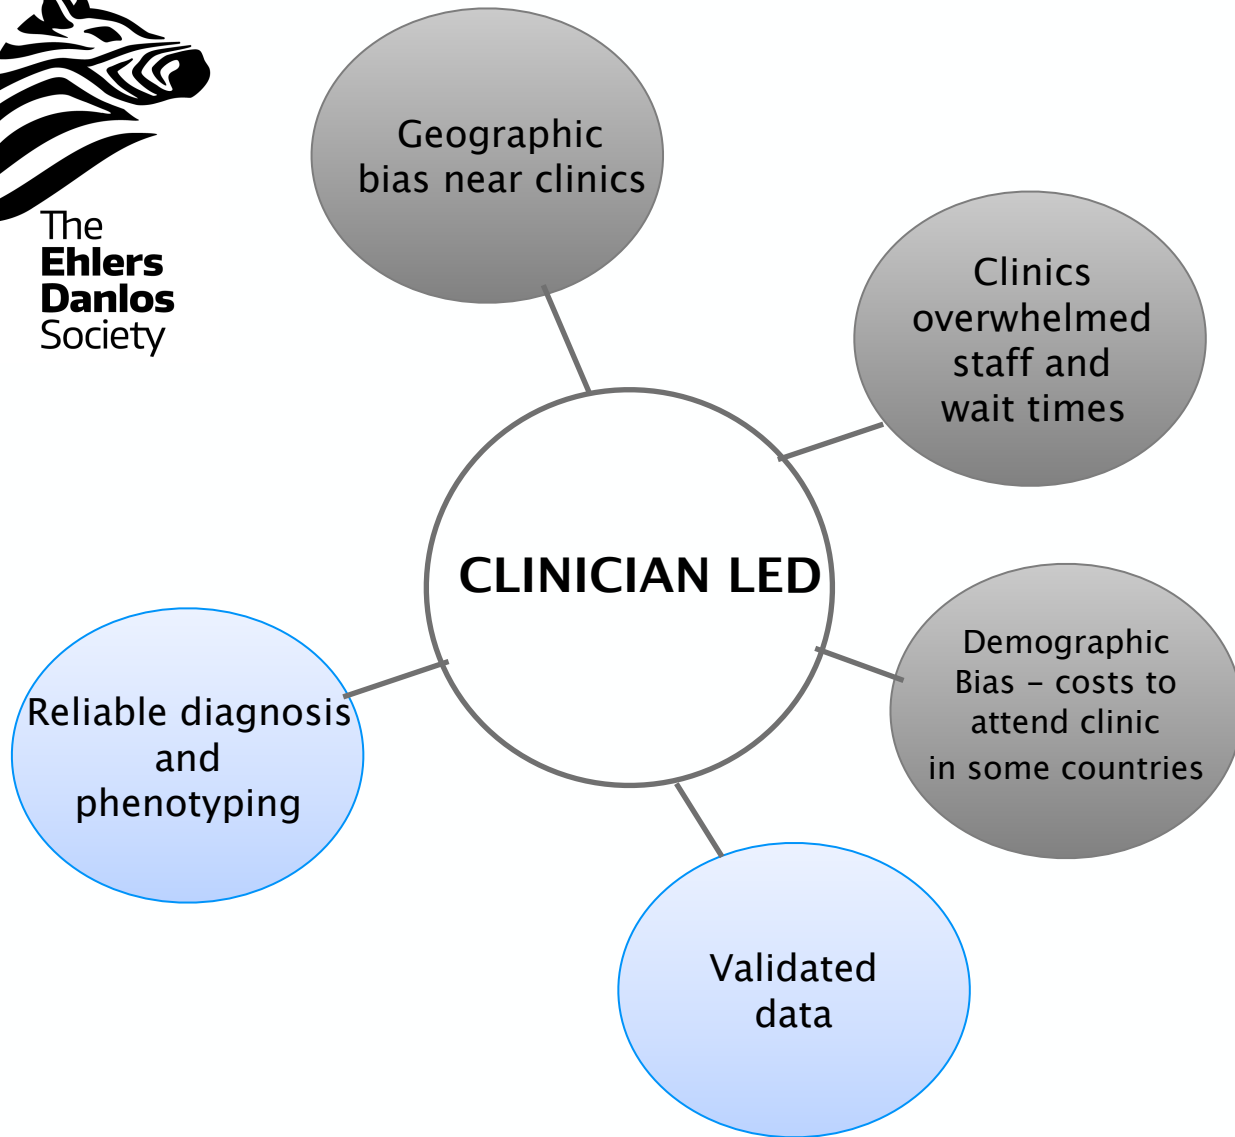 The
Ehlers
Danlos
Society
Geographic
bias near clinics
Clinics
overwhelmed
staff and
wait times
CLINICIAN LED
Demographic
Bias – costs to
attend clinic
in some countries
Reliable diagnosis
and
phenotyping
Validated
data